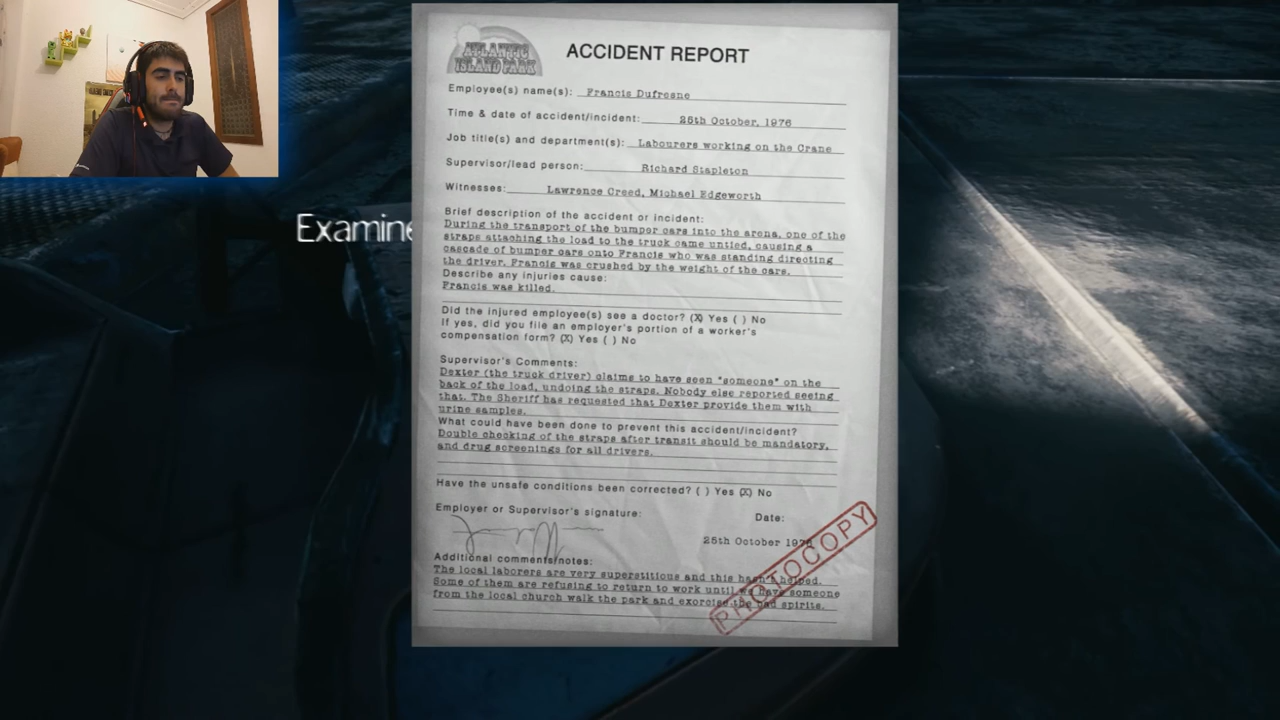 ATLANTIC
ISLAND PARK
ACCIDENT REPORT
Employee(s) name(s): Francis Dufresne
Time & date of accident/incident: 25th October, 1976
Job title(s) and department(s): Labourers working on the Crane
Supervisor/lead person: Richard Stapleton
Witnesses: Lawrence Creed, Michael Edgeworth
Examine
Brief description of the accident or incident:
During the transport of the bumper cars into the arena, one of the
straps attaching the load to the truck came untied, causing a
cascade of bumper cars onto Francis who was standing directing
the driver. Francis was crushed by the weight of the cars.
Describe any injuries cause:
Francis was killed.
Did the injured employee(s) see a doctor? (X) Yes ( ) No
If yes, did you file an employer's portion of a worker's
compensation form? (X) Yes ( ) No
Supervisor's Comments:
Dexter (the truck driver) claims to have seen "someone" on the
back of the load, undoing the straps. Nobody else reported seeing
that. The Sheriff has requested that Dexter provide them with
urine samples.
What could have been done to prevent this accident/incident?
Double checking of the straps after transit should be mandatory,
and drug screenings for all drivers.
Have the unsafe conditions been corrected? ( ) Yes (X) No
Employer or Supervisor's signature:
Date:
25th October 1976
Additional comments/notes:
The local laborers are very superstitious and this hasn't helped.
Some of them are refusing to return to work until we have someone
from the local church walk the park and exorcise the bad spirits.
PHOTOCOPY